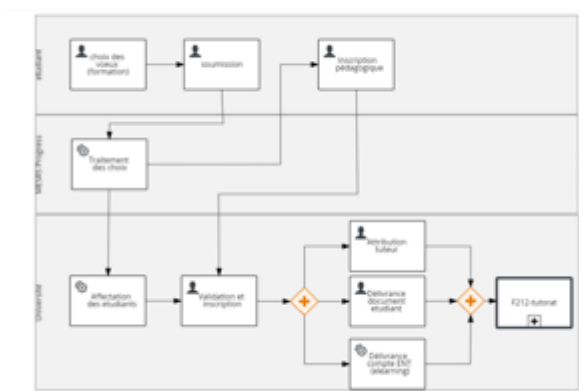 etudiant
choix des
voeux
(formation)
soumission
Inscription
pédagogique
MESRS Progress
Traitement
des choix
Université
Affectation
des etudiants
Validation et
inscription
Attribution
tuteur
Délivrance
document
etudiant
Délivrance
compte ENT
(elearning)
F212-tutorat